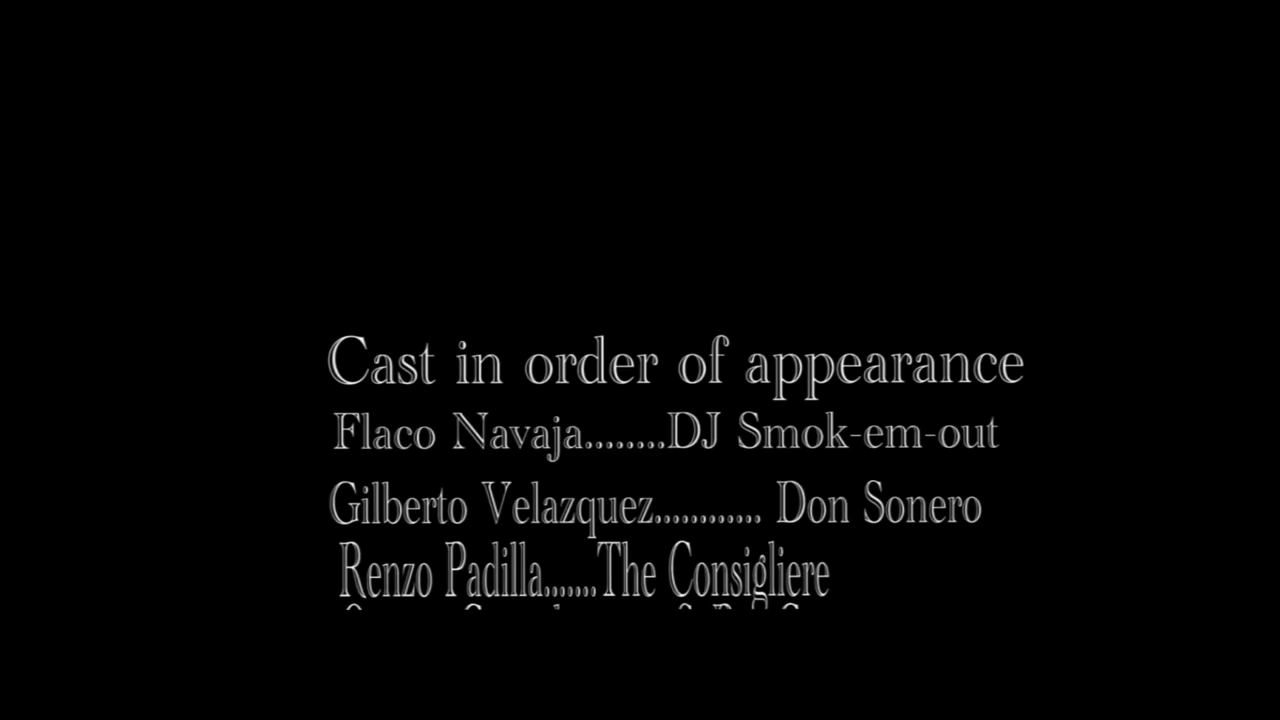 Cast in order of appearance
Flaco Navaja........DJ Smok-em-out
Gilberto Velazquez............ Don Sonero
Renzo Padilla.......The Consigliere